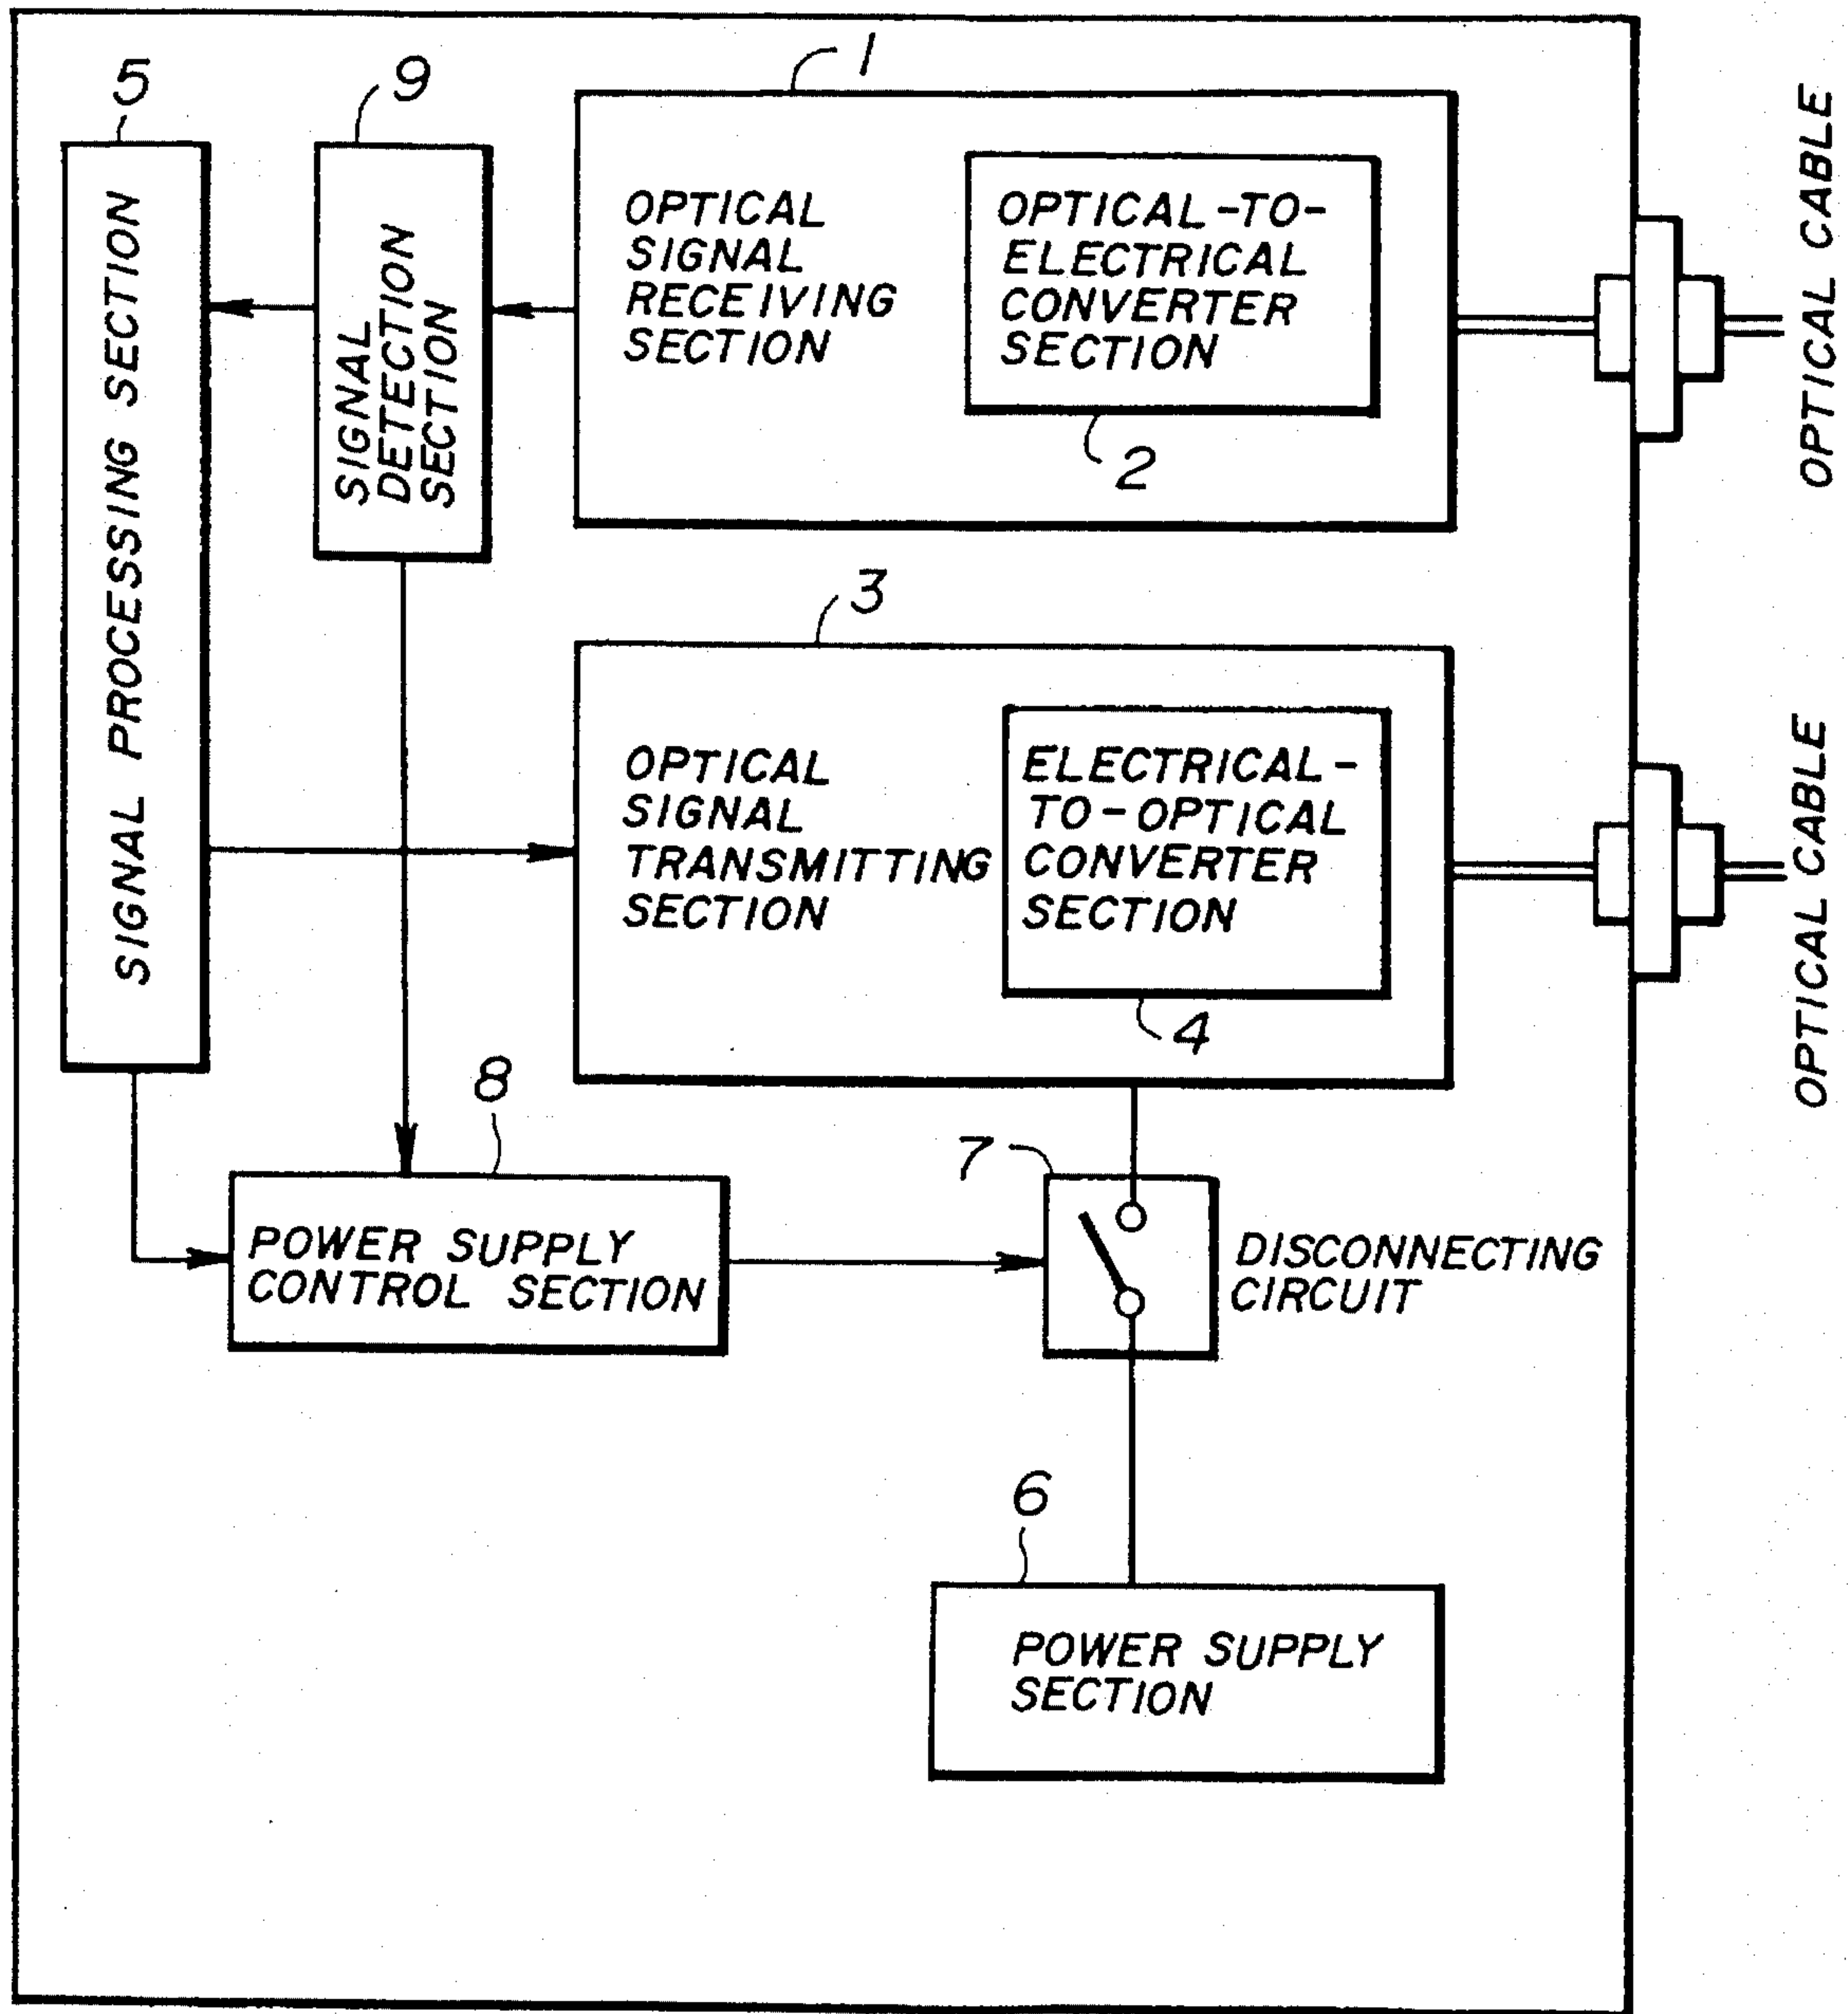 1
5
9
OPTICAL
SIGNAL
RECEIVING
SECTION
OPTICAL-TO-
ELECTRICAL
CONVERTER
SECTION
2
SIGNAL PROCESSING SECTION
SIGNAL
DETECTION
SECTION
OPTICAL CABLE
3
OPTICAL
SIGNAL
TRANSMITTING
SECTION
ELECTRICAL-
TO-OPTICAL
CONVERTER
SECTION
4
OPTICAL CABLE
8
POWER SUPPLY
CONTROL SECTION
7
DISCONNECTING
CIRCUIT
6
POWER SUPPLY
SECTION